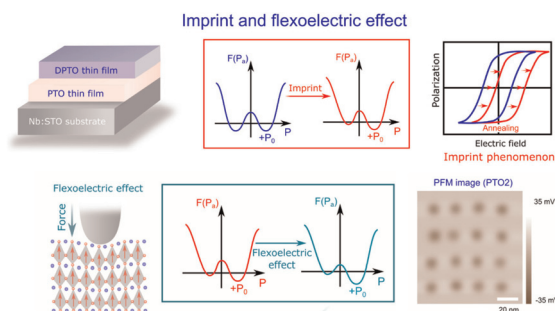 Imprint and flexoelectric effect
DPTO thin film
PTO thin film
Nb:STO substrate
F(Pₐ)
Imprint
F(Pₐ)
+P₀
P
+P₀
P
Polarization
Annealing
Electric field
Imprint phenomenon
Flexoelectric effect
Force
F(Pₐ)
Flexoelectric
effect
F(Pₐ)
+P₀
P
+P₀
P
PFM image (PTO2)
35 mV
-35 mV
20 nm